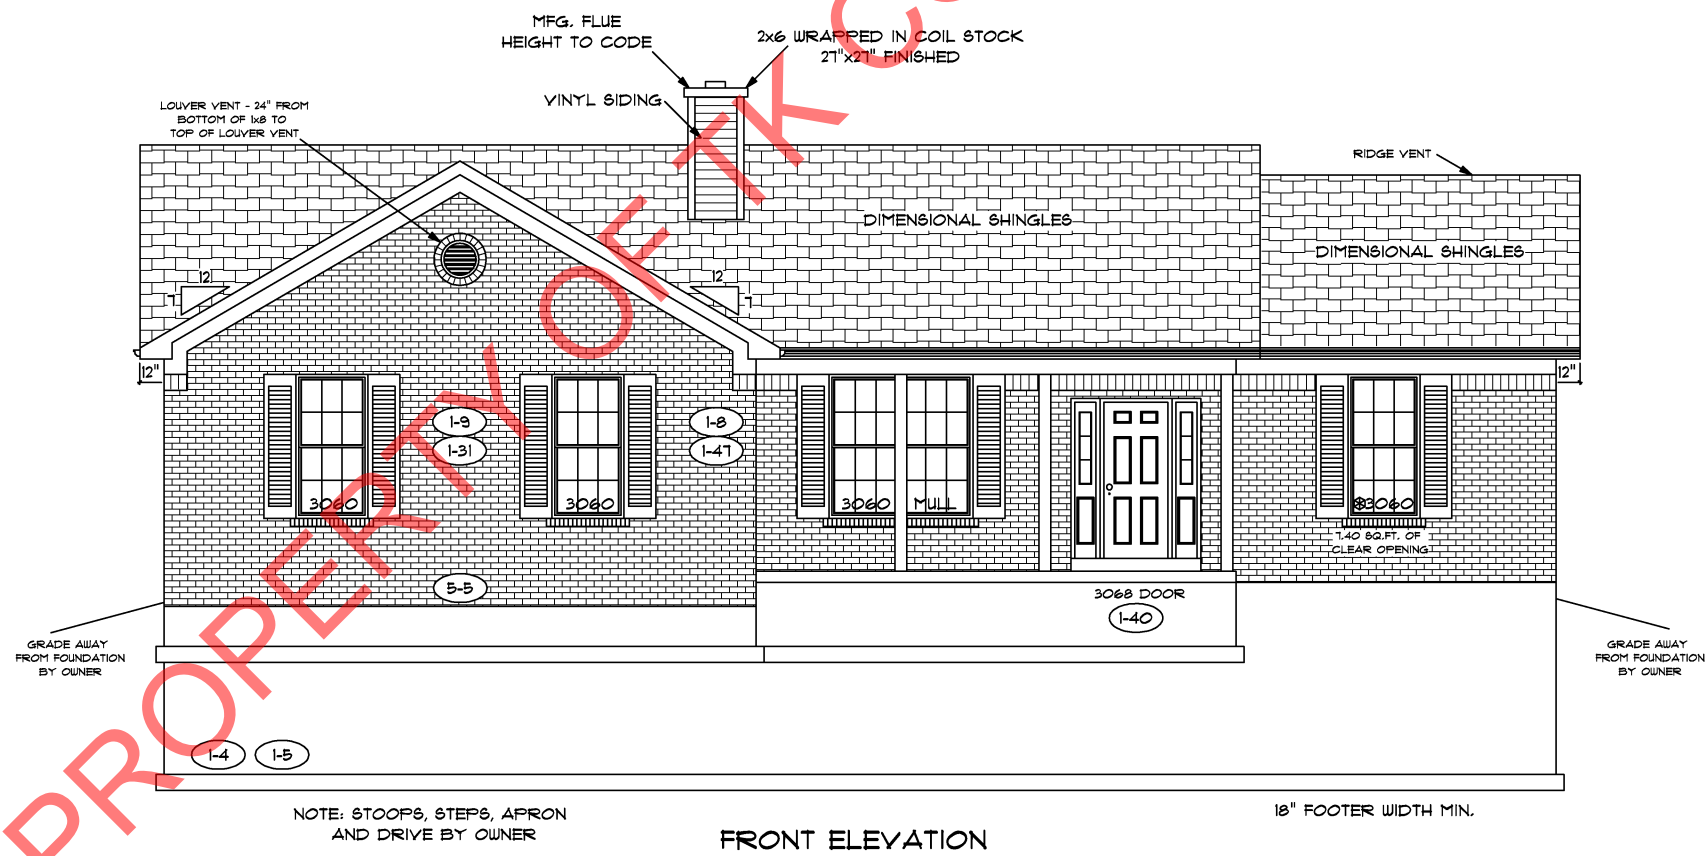 MFG. FLUE
HEIGHT TO CODE
2x6 WRAPPED IN COIL STOCK
27"x27" FINISHED
VINYL SIDING
LOUVER VENT - 24" FROM
BOTTOM OF 1x8 TO
TOP OF LOUVER VENT
RIDGE VENT
DIMENSIONAL SHINGLES
DIMENSIONAL SHINGLES
12
7
12
7
12"
12"
1-9
1-31
1-8
1-47
3060
3060
3060 MULL
3060
7.40 SQ.FT. OF
CLEAR OPENING
5-5
3068 DOOR
1-40
GRADE AWAY
FROM FOUNDATION
BY OWNER
GRADE AWAY
FROM FOUNDATION
BY OWNER
1-4
1-5
NOTE: STOOPS, STEPS, APRON
AND DRIVE BY OWNER
18" FOOTER WIDTH MIN.
FRONT ELEVATION
PROPERTY OF TK